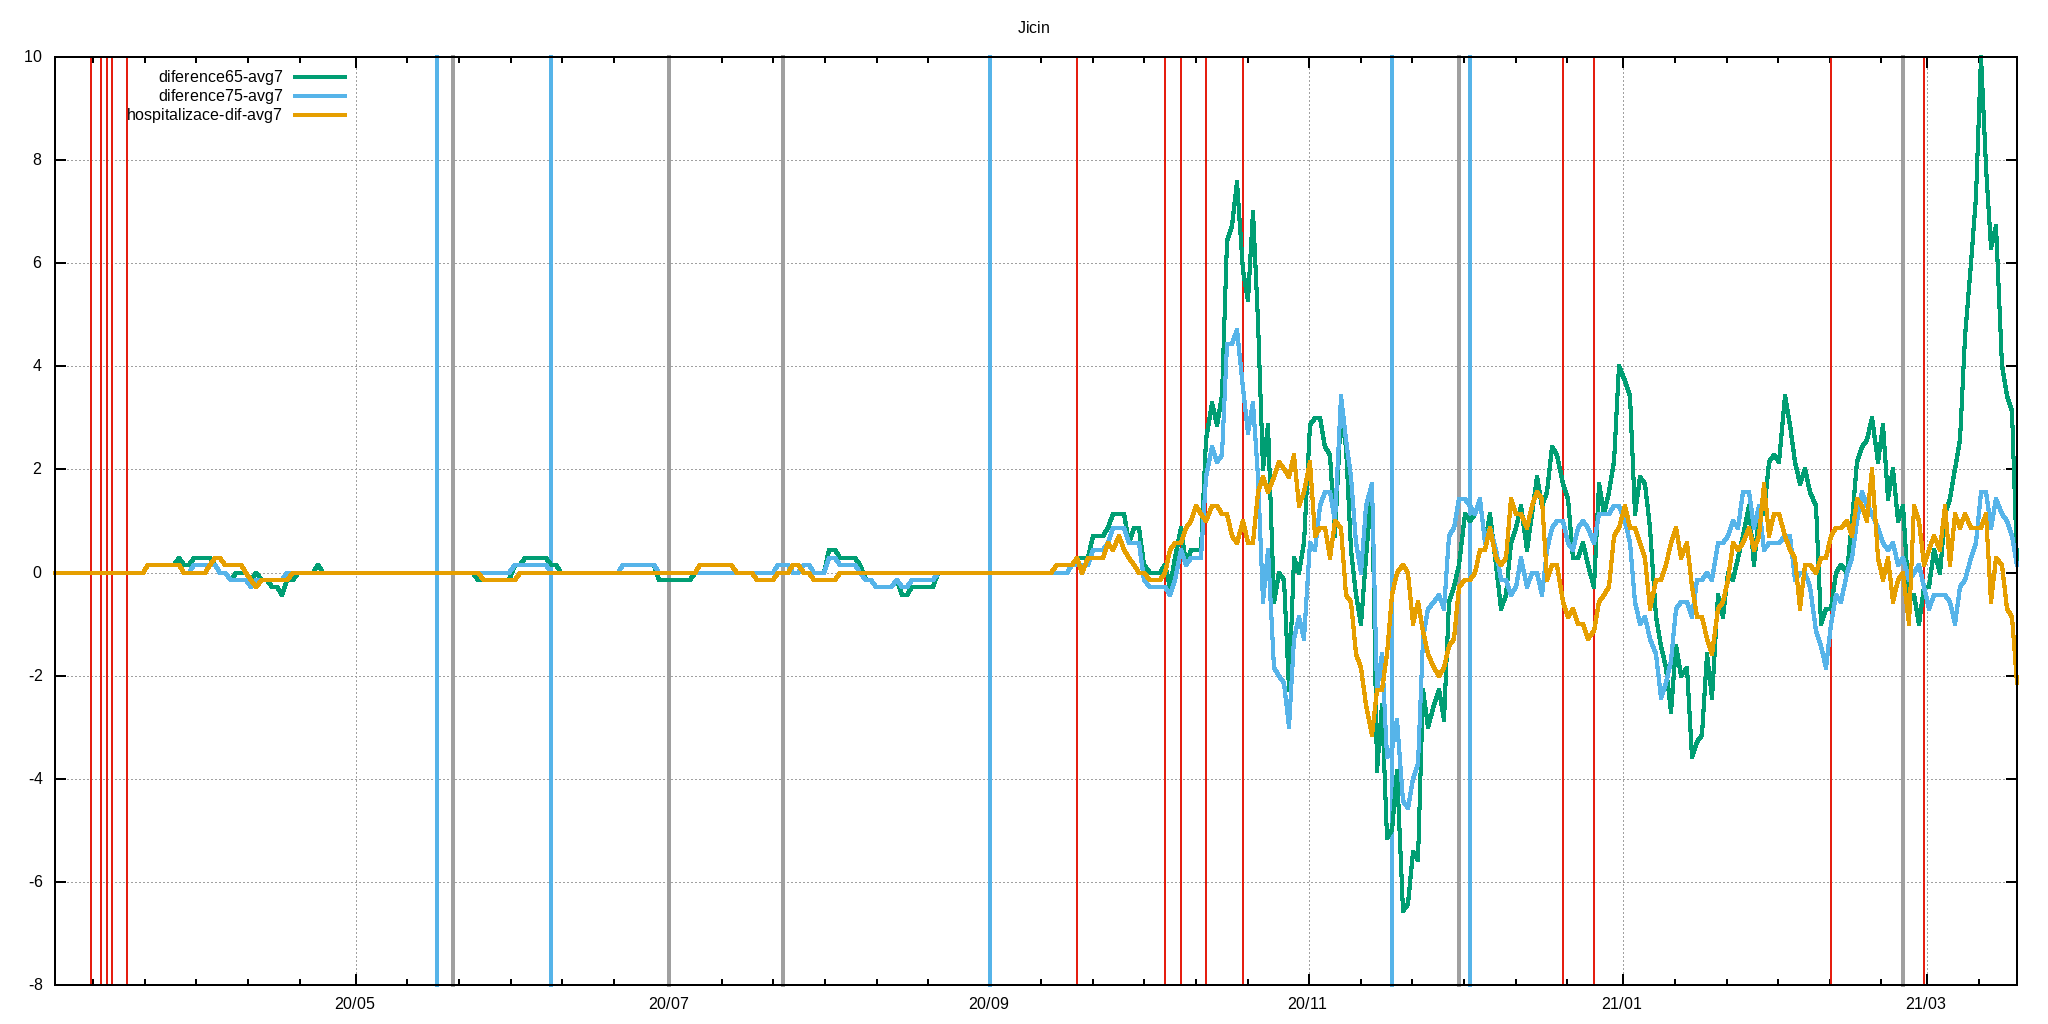 Jicin
diference65-avg7
diference75-avg7
hospitalizace-dif-avg7
10
8
6
4
2
0
-2
-4
-6
-8
20/05 20/07 20/09 20/11 21/01 21/03